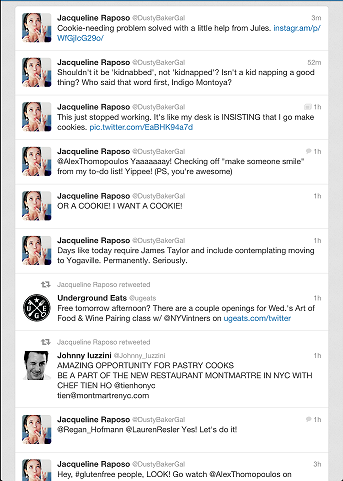 Jacqueline Raposo @DustyBakerGal 3m
Cookie-needing problem solved with a little help from Jules. instagr.am/p/
WfGjIcG29o/
Jacqueline Raposo @DustyBakerGal 52m
Shouldn't it be 'kidnabbed', not 'kidnapped'? Isn't a kid napping a good
thing? Who said that word first, Indigo Montoya?
Jacqueline Raposo @DustyBakerGal 1h
This just stopped working. It's like my desk is INSISTING that I go make
cookies. pic.twitter.com/EaBHK94a7d
Jacqueline Raposo @DustyBakerGal 1h
@AlexThomopoulos Yaaaaaaay! Checking off "make someone smile"
from my to-do list! Yippee! (PS, you're awesome)
Jacqueline Raposo @DustyBakerGal 1h
OR A COOKIE! I WANT A COOKIE!
Jacqueline Raposo @DustyBakerGal 1h
Days like today require James Taylor and include contemplating moving
to Yogaville. Permanently. Seriously.
Jacqueline Raposo retweeted
Underground Eats @ugeats 1h
Free tomorrow afternoon? There are a couple openings for Wed.'s Art of
Food & Wine Pairing class w/ @NYVintners on ugeats.com/twitter
Jacqueline Raposo retweeted
Johnny Iuzzini @Johnny_Iuzzini 1h
AMAZING OPPORTUNITY FOR PASTRY COOKS
BE A PART OF THE NEW RESTAURANT MONTMARTRE IN NYC WITH
CHEF TIEN HO @tienhonyc
tien@montmartrenyc.com
Jacqueline Raposo @DustyBakerGal 1h
@Regan_Hofmann @LaurenResler Yes! Let's do it!
Jacqueline Raposo @DustyBakerGal 3h
Hey, #glutenfree people, LOOK! Go watch @AlexThomopoulos on